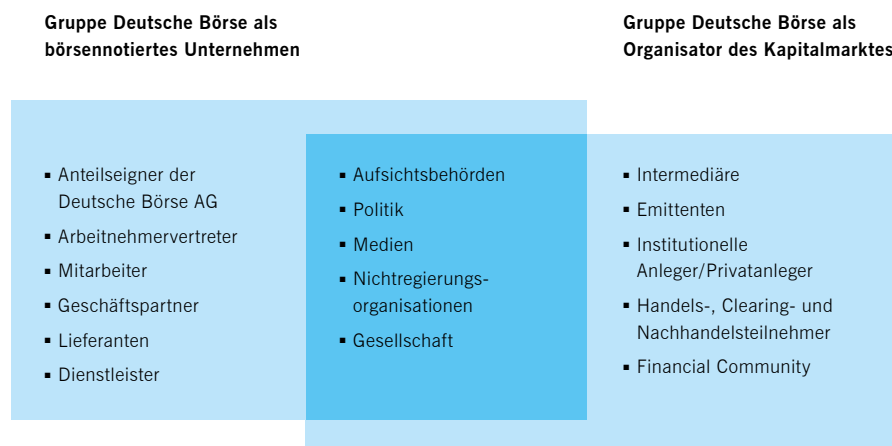 Gruppe Deutsche Börse als
börsennotiertes Unternehmen
Gruppe Deutsche Börse als
Organisator des Kapitalmarktes
▪ Anteilseigner der
Deutsche Börse AG
▪ Arbeitnehmervertreter
▪ Mitarbeiter
▪ Geschäftspartner
▪ Lieferanten
▪ Dienstleister
▪ Aufsichtsbehörden
▪ Politik
▪ Medien
▪ Nichtregierungs-
organisationen
▪ Gesellschaft
▪ Intermediäre
▪ Emittenten
▪ Institutionelle
Anleger/Privatanleger
▪ Handels-, Clearing- und
Nachhandelsteilnehmer
▪ Financial Community